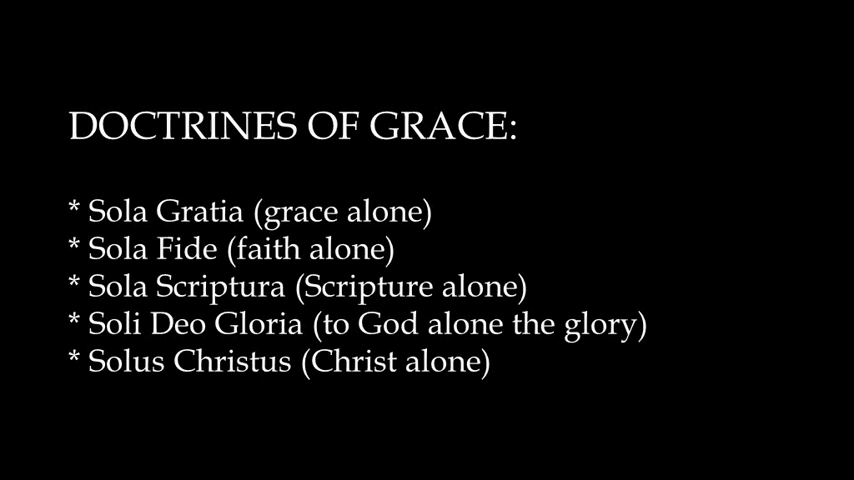 DOCTRINES OF GRACE:
* Sola Gratia (grace alone)
* Sola Fide (faith alone)
* Sola Scriptura (Scripture alone)
* Soli Deo Gloria (to God alone the glory)
* Solus Christus (Christ alone)